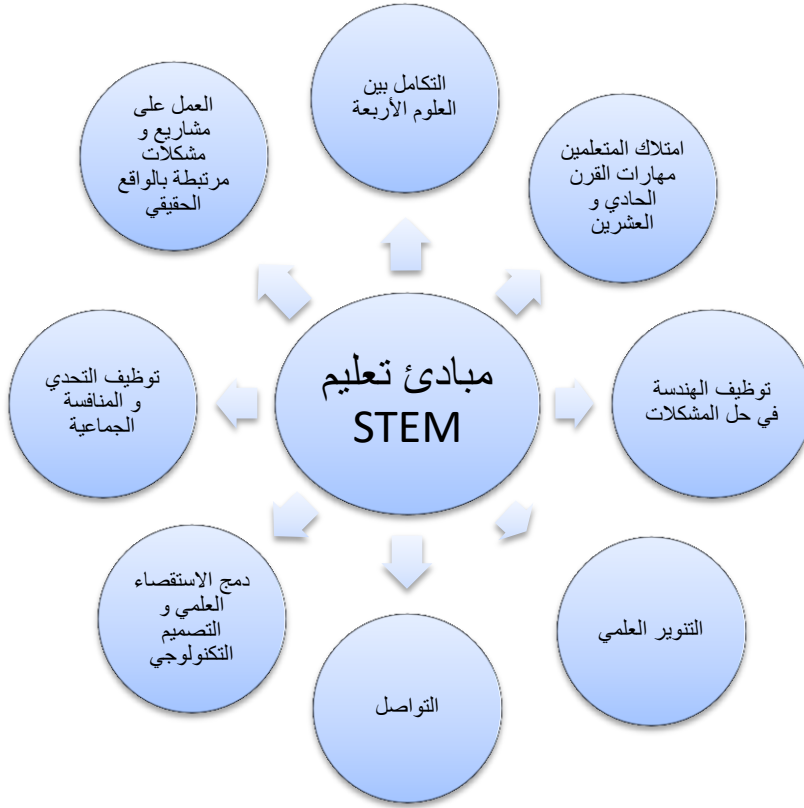 التكامل بين
العلوم الأربعة
امتلاك المتعلمين
مهارات القرن
الحادي و
العشرين
توظيف الهندسة
في حل المشكلات
التنوير العلمي
التواصل
دمج الاستقصاء
العلمي و
التصميم
التكنولوجي
توظيف التحدي
و المنافسة
الجماعية
العمل على
مشاريع و
مشكلات
مرتبطة بالواقع
الحقيقي
مبادئ تعليم
STEM